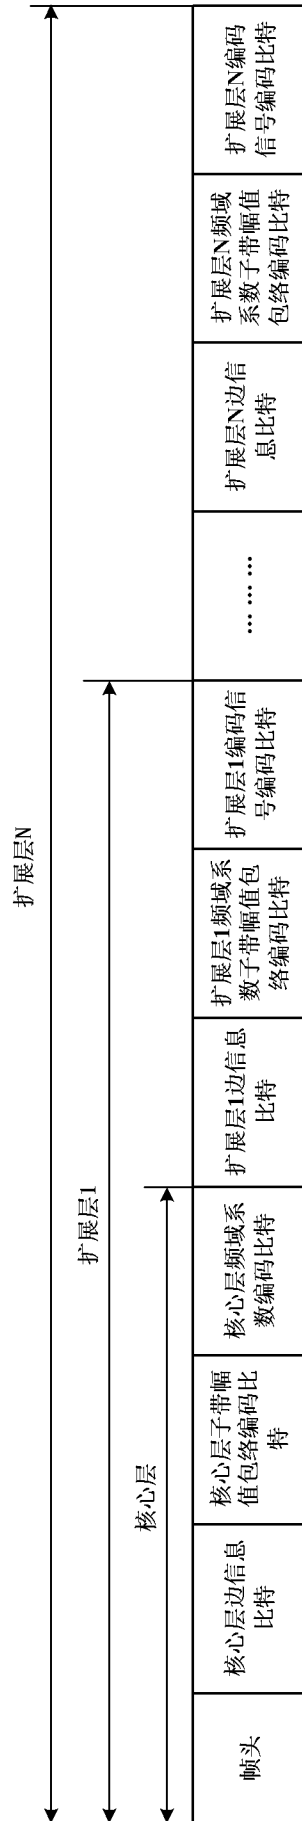 扩展层N
扩展层1
核心层
帧头
核心层边信息
比特
核心层子带幅
值包络编码比
特
核心层频域系
数编码比特
扩展层1边信息
比特
扩展层1频域系
数子带幅值包
络编码比特
扩展层1编码信
号编码比特
… … …
扩展层N边信
息比特
扩展层N频域
系数子带幅值
包络编码比特
扩展层N编码
信号编码比特